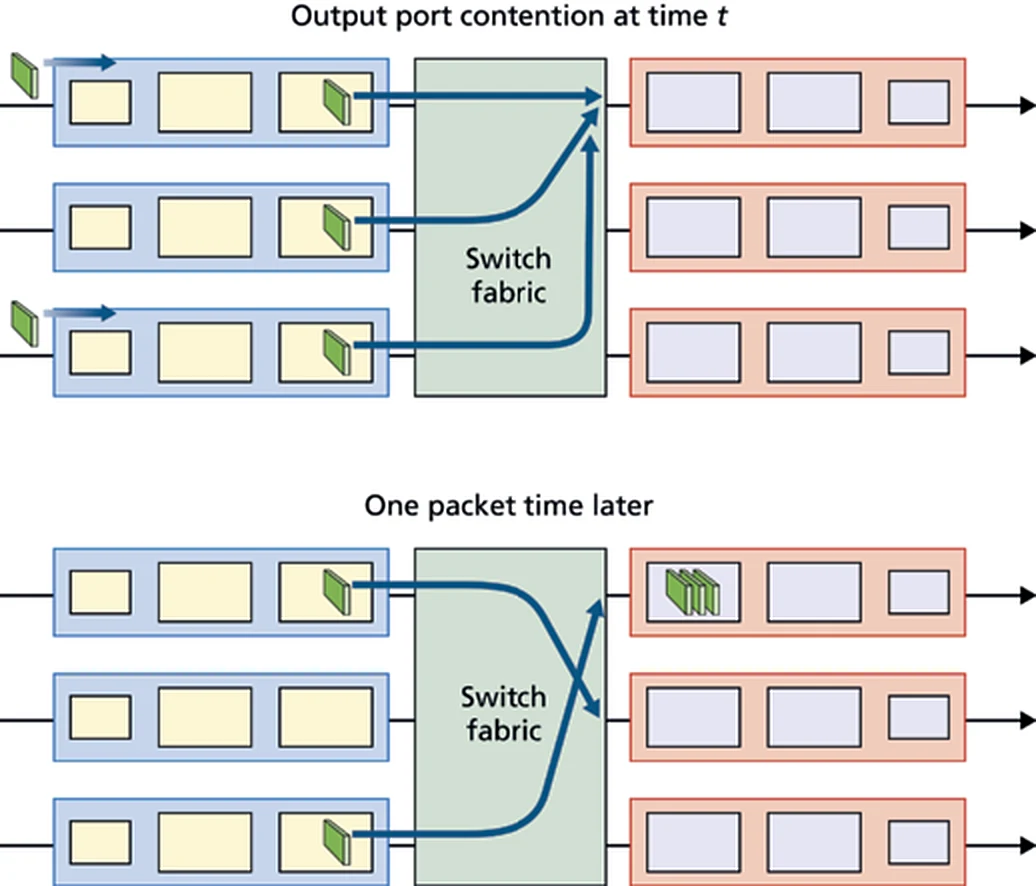 Output port contention at time t
Switch
fabric
One packet time later
Switch
fabric